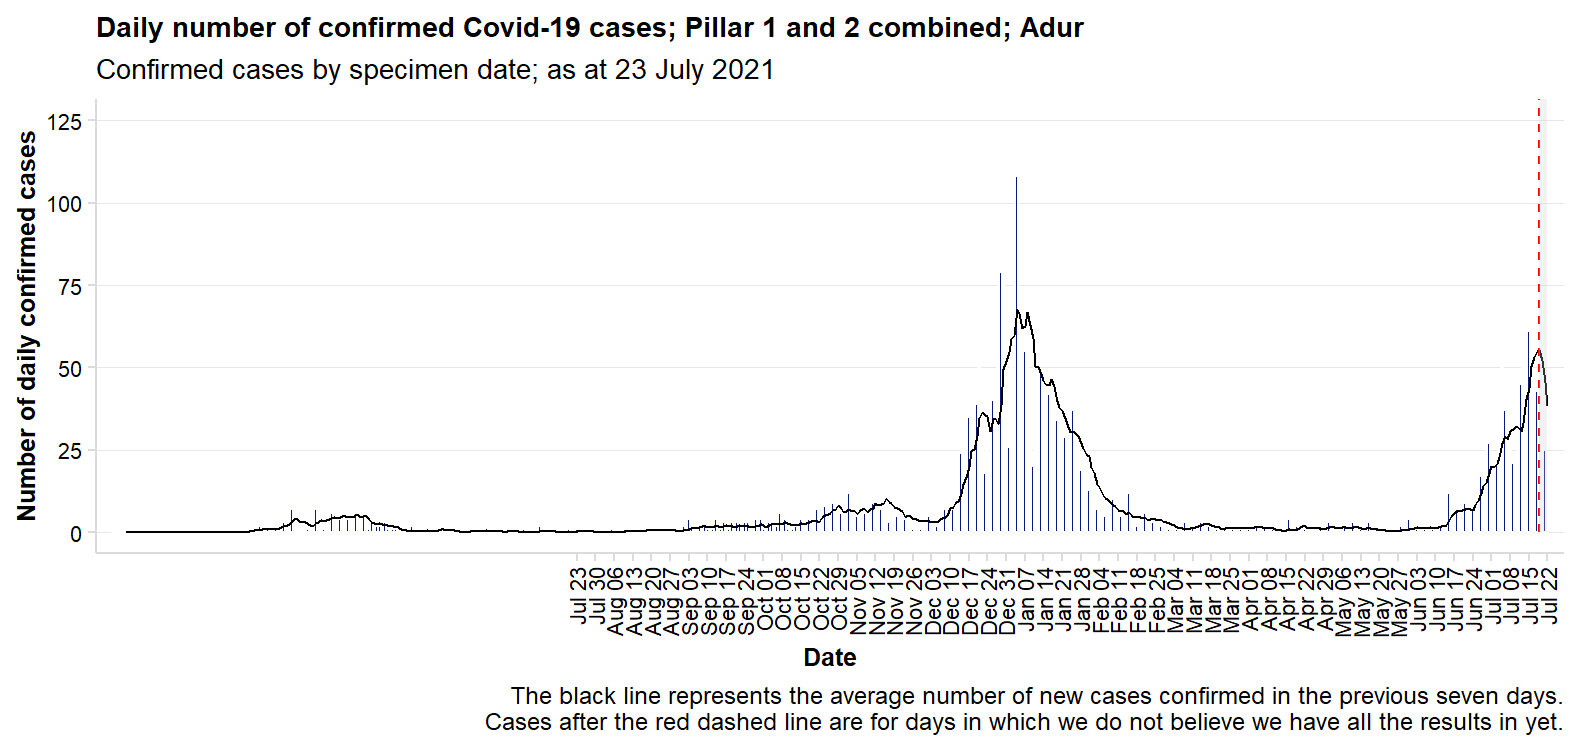 Daily number of confirmed Covid-19 cases; Pillar 1 and 2 combined; Adur
Confirmed cases by specimen date; as at 23 July 2021
Number of daily confirmed cases
125
100
75
50
25
0
Jul 23
Jul 30
Aug 06
Aug 13
Aug 20
Aug 27
Sep 03
Sep 10
Sep 17
Sep 24
Oct 01
Oct 08
Oct 15
Oct 22
Oct 29
Nov 05
Nov 12
Nov 19
Nov 26
Dec 03
Dec 10
Dec 17
Dec 24
Dec 31
Jan 07
Jan 14
Jan 21
Jan 28
Feb 04
Feb 11
Feb 18
Feb 25
Mar 04
Mar 11
Mar 18
Mar 25
Apr 01
Apr 08
Apr 15
Apr 22
Apr 29
May 06
May 13
May 20
May 27
Jun 03
Jun 10
Jun 17
Jun 24
Jul 01
Jul 08
Jul 15
Jul 22
Date
The black line represents the average number of new cases confirmed in the previous seven days.
Cases after the red dashed line are for days in which we do not believe we have all the results in yet.